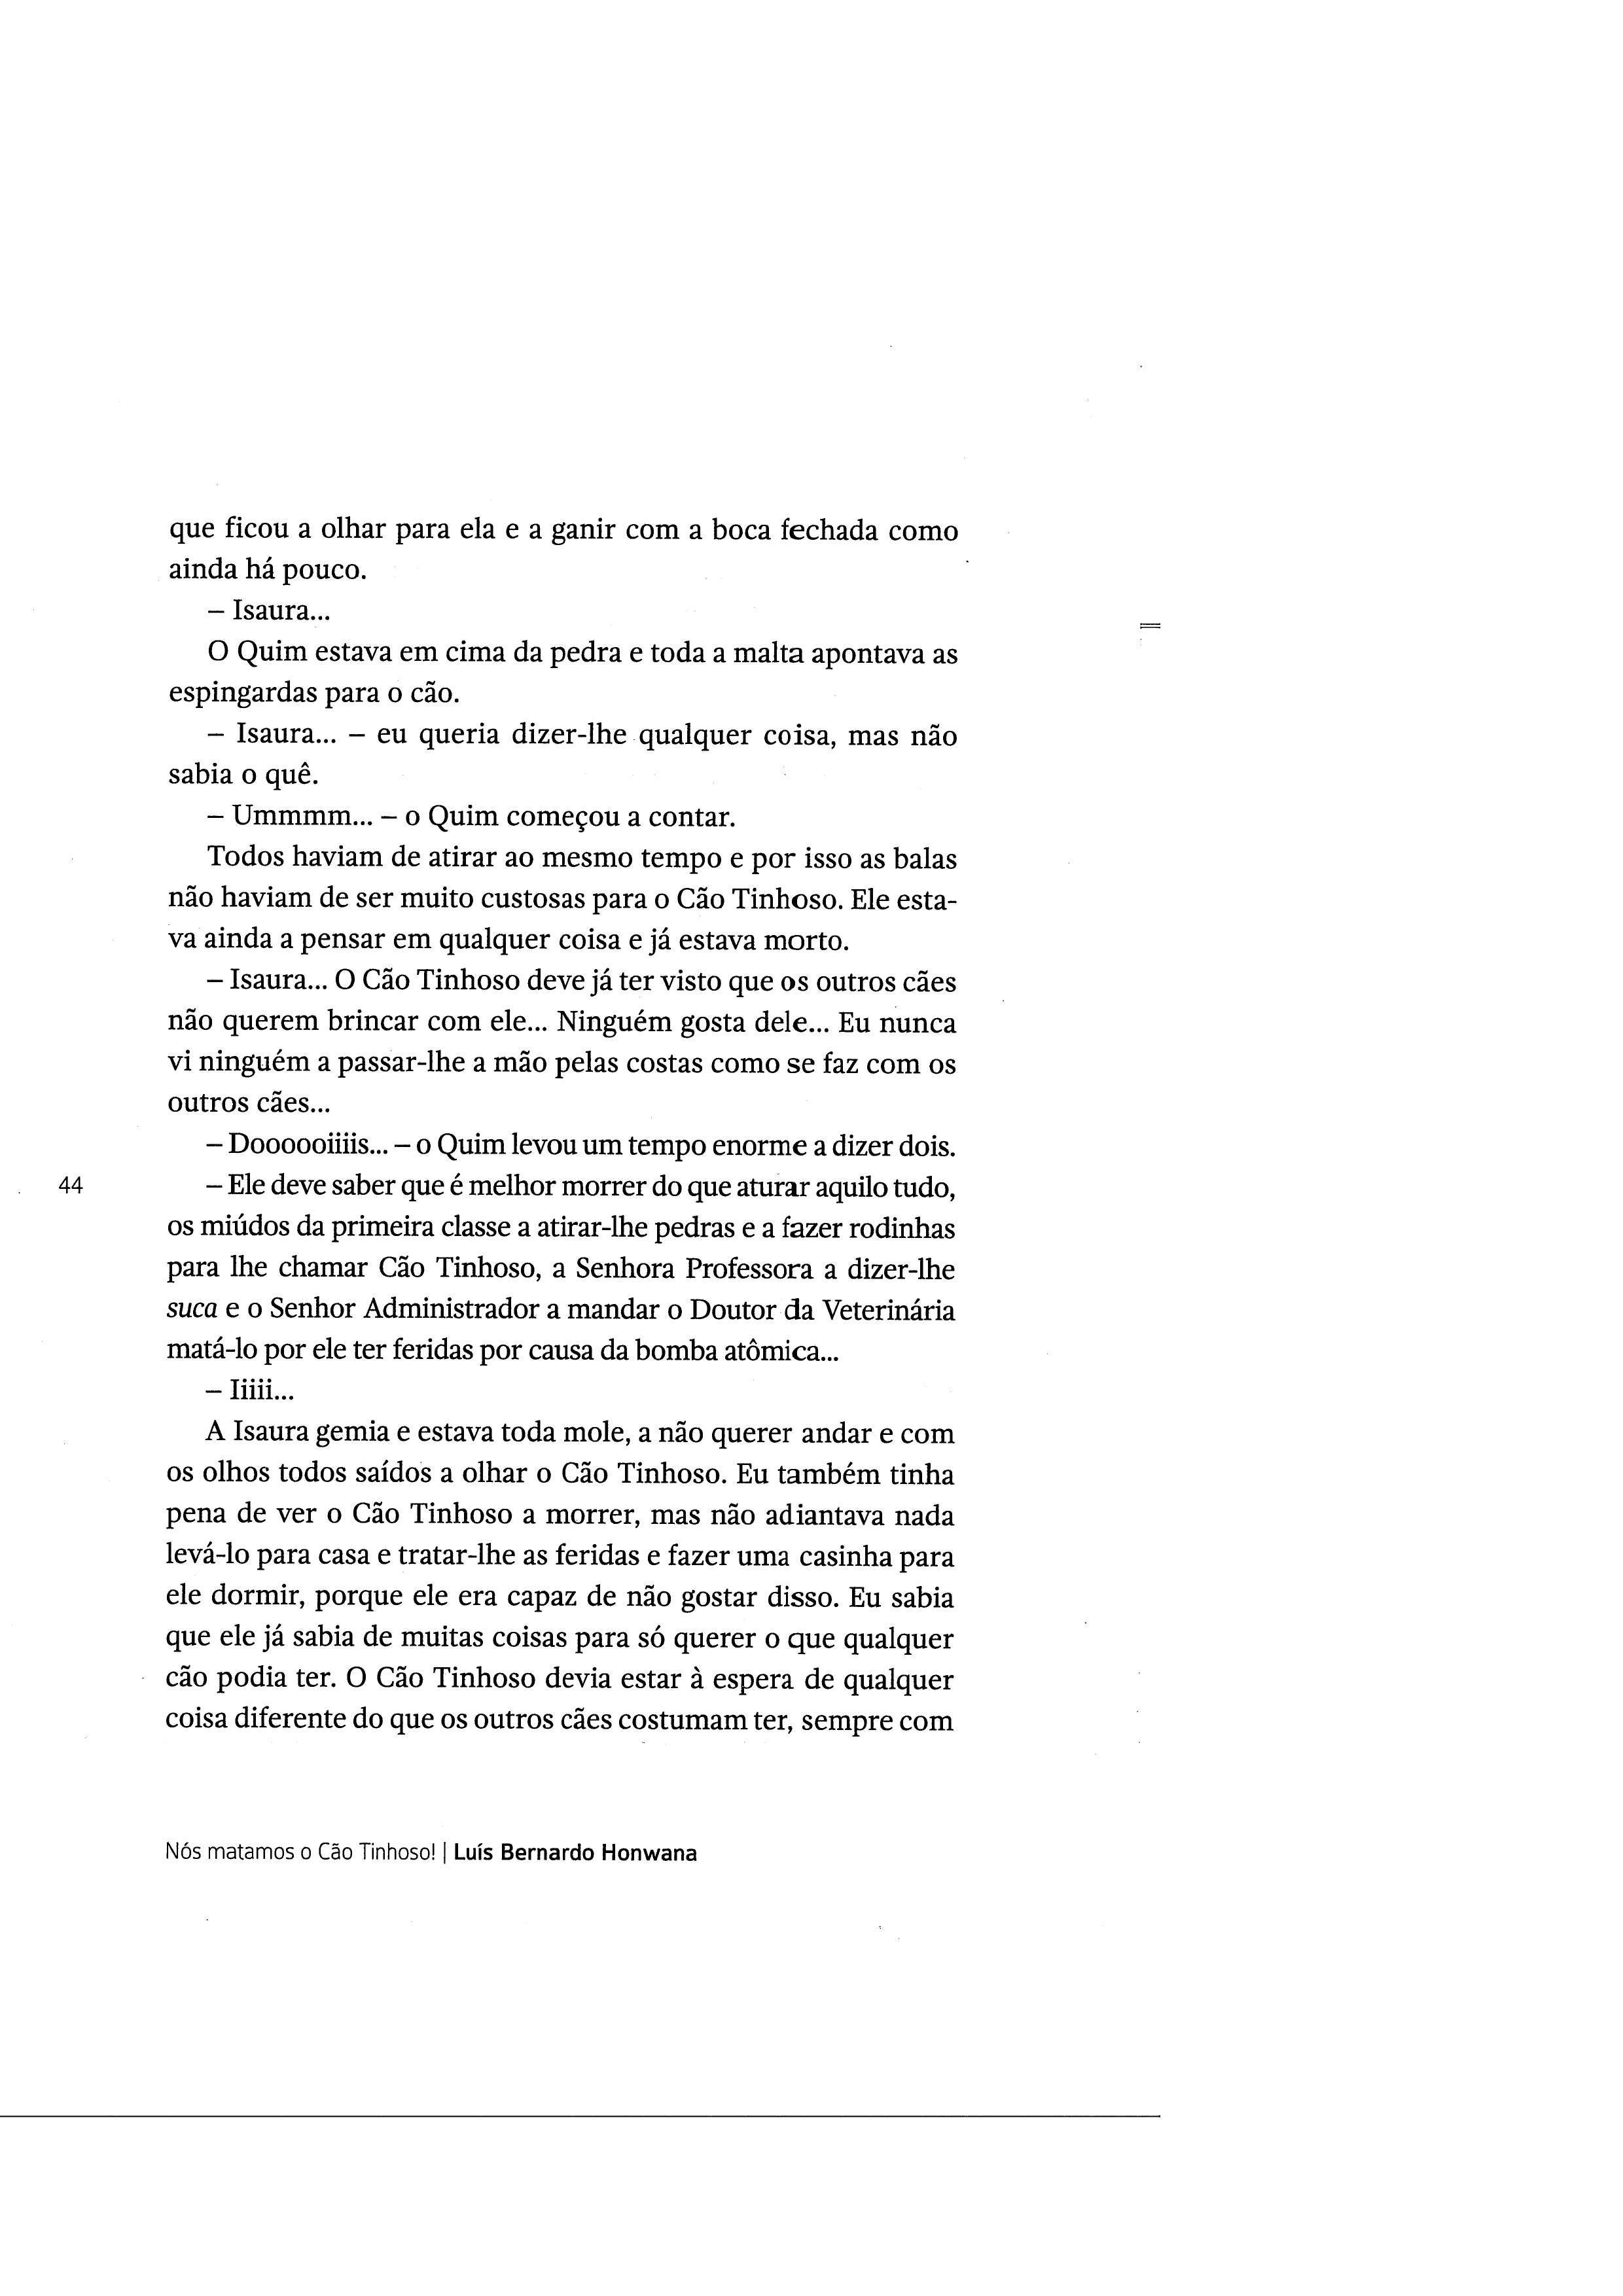 que ficou a olhar para ela e a ganir com a boca fechada como
ainda há pouco.
– Isaura...
O Quim estava em cima da pedra e toda a malta apontava as
espingardas para o cão.
– Isaura... – eu queria dizer-lhe qualquer coisa, mas não
sabia o quê.
– Ummmm... – o Quim começou a contar.
Todos haviam de atirar ao mesmo tempo e por isso as balas
não haviam de ser muito custosas para o Cão Tinhoso. Ele esta-
va ainda a pensar em qualquer coisa e já estava morto.
– Isaura... O Cão Tinhoso deve já ter visto que os outros cães
não querem brincar com ele... Ninguém gosta dele... Eu nunca
vi ninguém a passar-lhe a mão pelas costas como se faz com os
outros cães...
– Doooooiiiis... – o Quim levou um tempo enorme a dizer dois.
44
– Ele deve saber que é melhor morrer do que aturar aquilo tudo,
os miúdos da primeira classe a atirar-lhe pedras e a fazer rodinhas
para lhe chamar Cão Tinhoso, a Senhora Professora a dizer-lhe
suca e o Senhor Administrador a mandar o Doutor da Veterinária
matá-lo por ele ter feridas por causa da bomba atômica...
– Iiiii...
A Isaura gemia e estava toda mole, a não querer andar e com
os olhos todos saídos a olhar o Cão Tinhoso. Eu também tinha
pena de ver o Cão Tinhoso a morrer, mas não adiantava nada
levá-lo para casa e tratar-lhe as feridas e fazer uma casinha para
ele dormir, porque ele era capaz de não gostar disso. Eu sabia
que ele já sabia de muitas coisas para só querer o que qualquer
cão podia ter. O Cão Tinhoso devia estar à espera de qualquer
coisa diferente do que os outros cães costumam ter, sempre com
Nós matamos o Cão Tinhoso! | Luís Bernardo Honwana